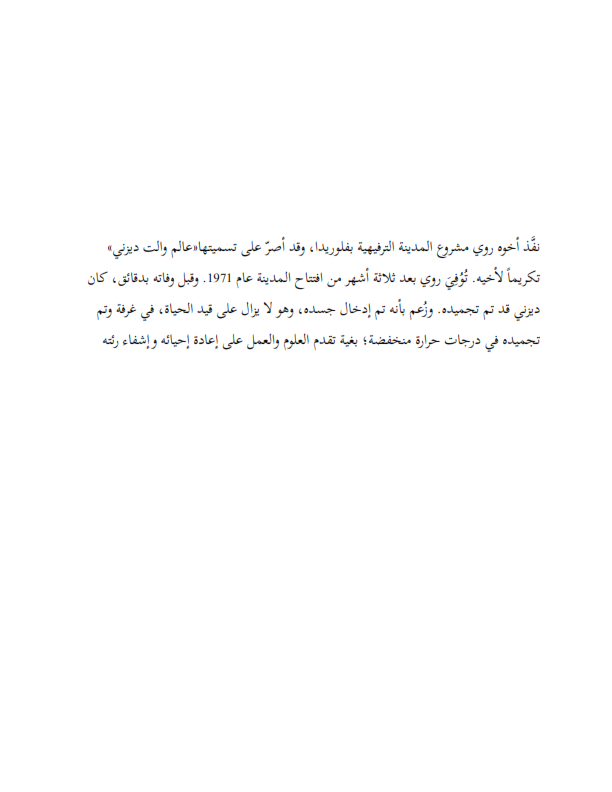 نفَّذ أخوه روي مشروع المدينة الترفيهية بفلوريدا، وقد أصرّ على تسميتها«عالم والت ديزني»
تكريماً لأخيه. تُوُفِيَ روي بعد ثلاثة أشهر من افتتاح المدينة عام 1971. وقبل وفاته بدقائق، كان
ديزني قد تم تجميده. وزُعم بأنه تم إدخال جسده، وهو لا يزال على قيد الحياة، في غرفة وتم
تجميده في درجات حرارة منخفضة؛ بغية تقدم العلوم والعمل على إعادة إحيائه وإشفاء رئته